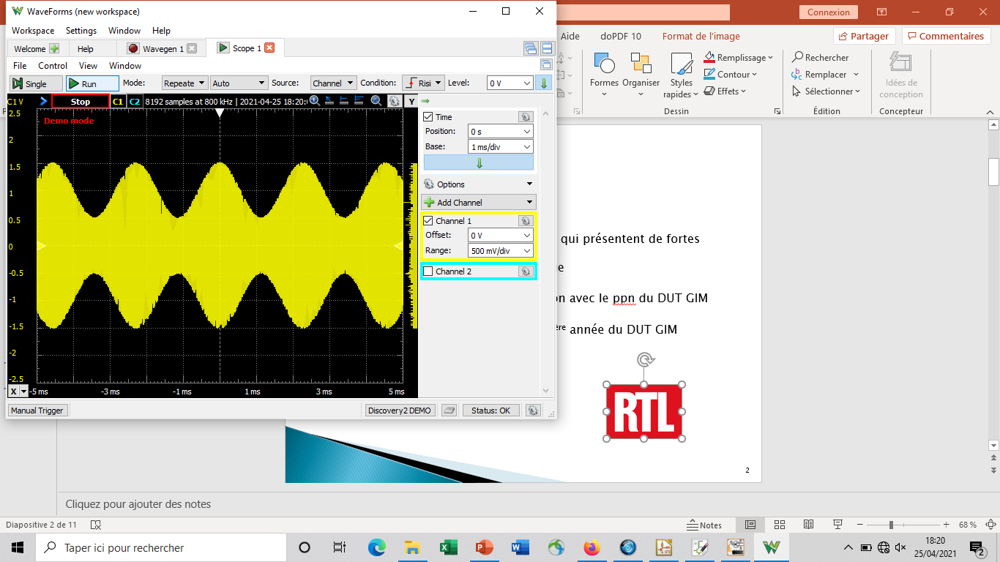 WaveForms (new workspace)
Workspace Settings Window Help
Welcome Help Wavegen 1 Scope 1
File Control View Window
Single Run Mode: Repeate Auto Source: Channel Condition: Risi Level: 0 V
C1 V Stop C1 C2 8192 samples at 800 kHz | 2021-04-25 18:20: Y
Demo mode
2.5
2
1.5
1
0.5
0
-0.5
-1
-1.5
-2
-2.5
X -5 ms -3 ms -1 ms 1 ms 3 ms 5 ms
Time
Position: 0 s
Base: 1 ms/div
Options
Add Channel
Channel 1
Offset: 0 V
Range: 500 mV/div
Channel 2
Manual Trigger Discovery2 DEMO Status: OK
Connexion
Aide doPDF 10 Format de l'image Partager Commentaires
Formes Organiser Styles rapides
Remplissage
Contour
Effets
Dessin
Rechercher
Remplacer
Sélectionner
Édition
Idées de conception
Concepteur
qui présentent de fortes
e
on avec le ppn du DUT GIM
ère année du DUT GIM
RTL
2
Cliquez pour ajouter des notes
Diapositive 2 de 11 Notes 68 %
Taper ici pour rechercher
18:20
25/04/2021
2